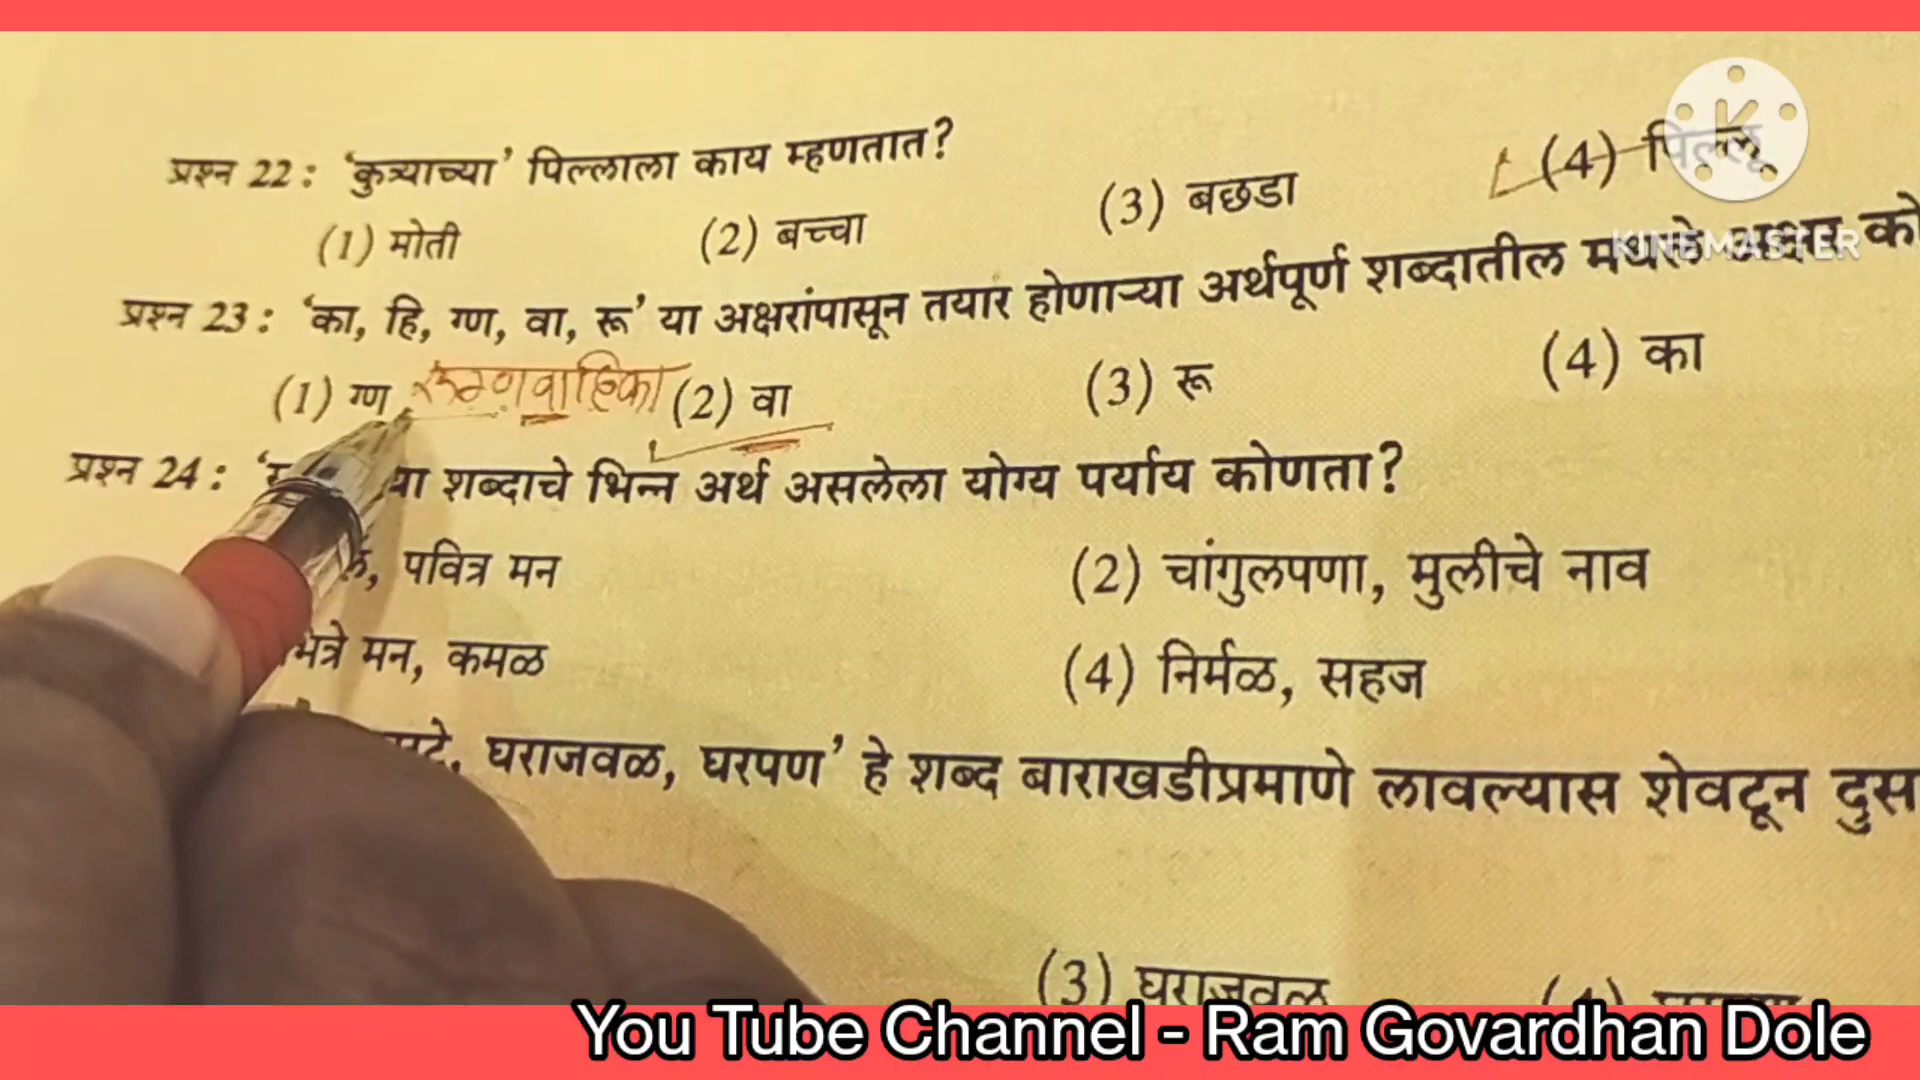 प्रश्न 22 : 'कुत्र्याच्या' पिल्लाला काय म्हणतात?
(1) मोती (2) बच्चा (3) बछडा (4) पिल्लू
KINEMASTER
प्रश्न 23 : 'का, हि, ग्ण, वा, रू' या अक्षरांपासून तयार होणाऱ्या अर्थपूर्ण शब्दातील मधले अक्षर को
(1) ग्ण रूग्णवाहिका (2) वा (3) रू (4) का
प्रश्न 24 : या शब्दाचे भिन्न अर्थ असलेला योग्य पर्याय कोणता?
पवित्र मन (2) चांगुलपणा, मुलीचे नाव
मन, कमळ (4) निर्मळ, सहज
घराजवळ, घरपण' हे शब्द बाराखडीप्रमाणे लावल्यास शेवटून दुस
(3) घराजवळ (4)
You Tube Channel - Ram Govardhan Dole